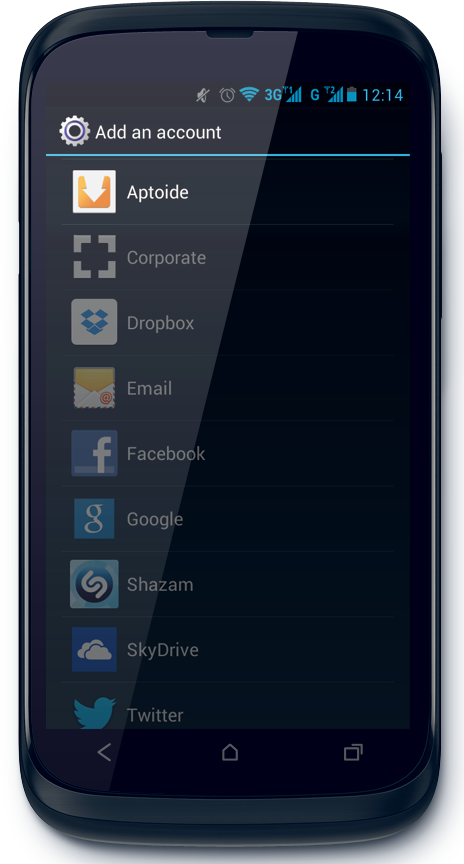 3G T1 G T2 12:14
Add an account
Aptoide
Corporate
Dropbox
Email
Facebook
Google
Shazam
SkyDrive
Twitter